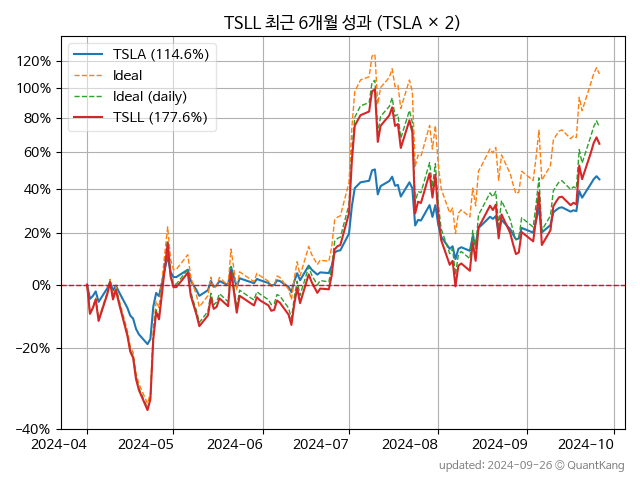 TSLL 최근 6개월 성과 (TSLA × 2)
TSLA (114.6%)
Ideal
Ideal (daily)
TSLL (177.6%)
120%
100%
80%
60%
40%
20%
0%
−20%
−40%
2024-04 2024-05 2024-06 2024-07 2024-08 2024-09 2024-10
updated: 2024-09-26 © QuantKang